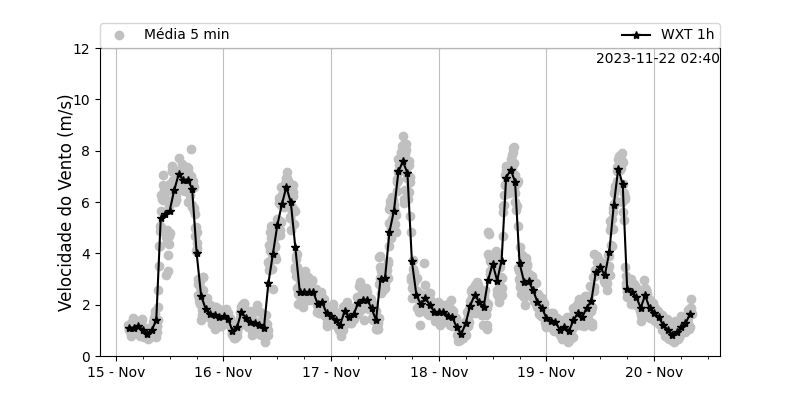 Média 5 min
WXT 1h
2023-11-22 02:40
Velocidade do Vento (m/s)
12
10
8
6
4
2
0
15 - Nov
16 - Nov
17 - Nov
18 - Nov
19 - Nov
20 - Nov